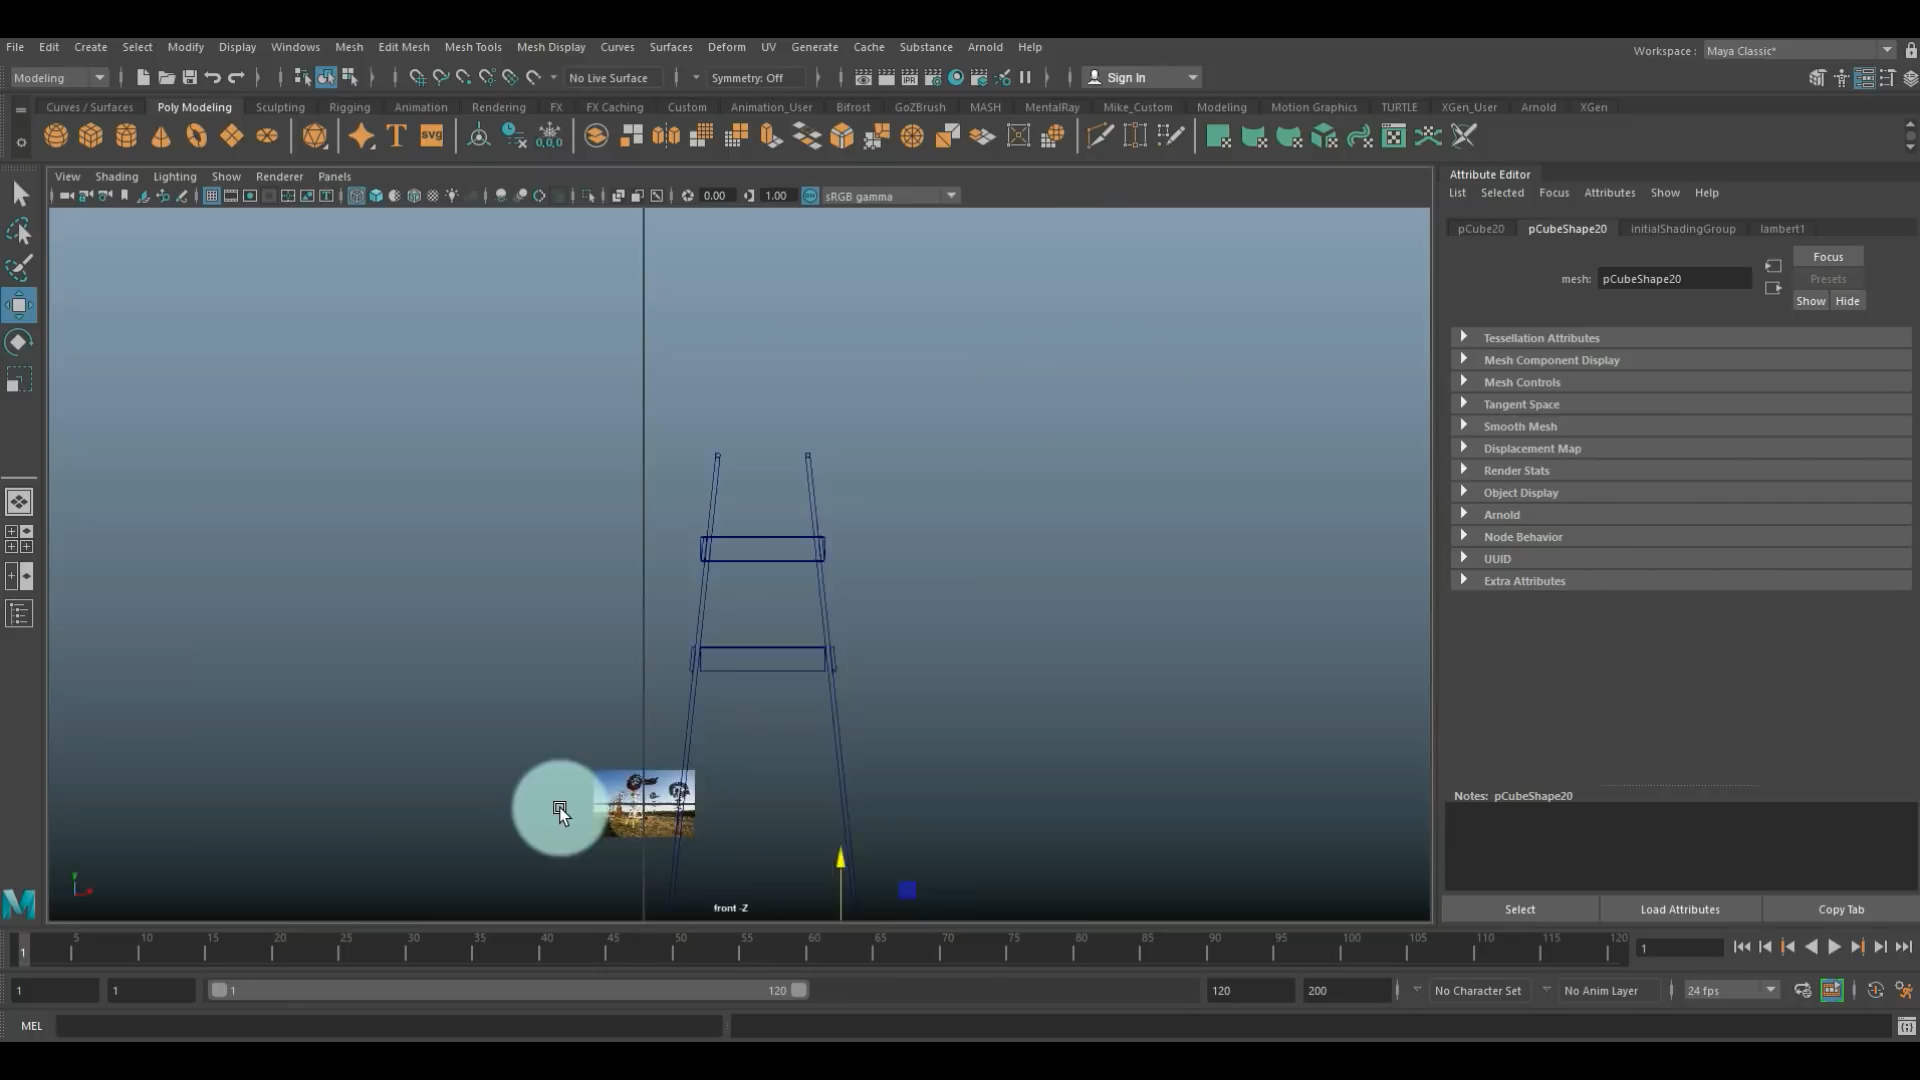 File Edit Create Select Modify Display Windows Mesh Edit Mesh Mesh Tools Mesh Display Curves Surfaces Deform UV Generate Cache Substance Arnold Help
Workspace : Maya Classic*
Modeling No Live Surface Symmetry: Off Sign In
Curves / Surfaces Poly Modeling Sculpting Rigging Animation Rendering FX FX Caching Custom Animation_User Bifrost GoZBrush MASH MentalRay Mike_Custom Modeling Motion Graphics TURTLE XGen_User Arnold XGen
T SVG 0,0,0
View Shading Lighting Show Renderer Panels
0.00 1.00 sRGB gamma
front -Z
Attribute Editor
List Selected Focus Attributes Show Help
pCube20 pCubeShape20 initialShadingGroup lambert1
Focus
mesh: pCubeShape20
Presets
Show Hide
Tessellation Attributes
Mesh Component Display
Mesh Controls
Tangent Space
Smooth Mesh
Displacement Map
Render Stats
Object Display
Arnold
Node Behavior
UUID
Extra Attributes
Notes: pCubeShape20
Select Load Attributes Copy Tab
1 5 10 15 20 25 30 35 40 45 50 55 60 65 70 75 80 85 90 95 100 105 110 115 120 1
1 1 1 120 120 200 No Character Set No Anim Layer 24 fps
MEL